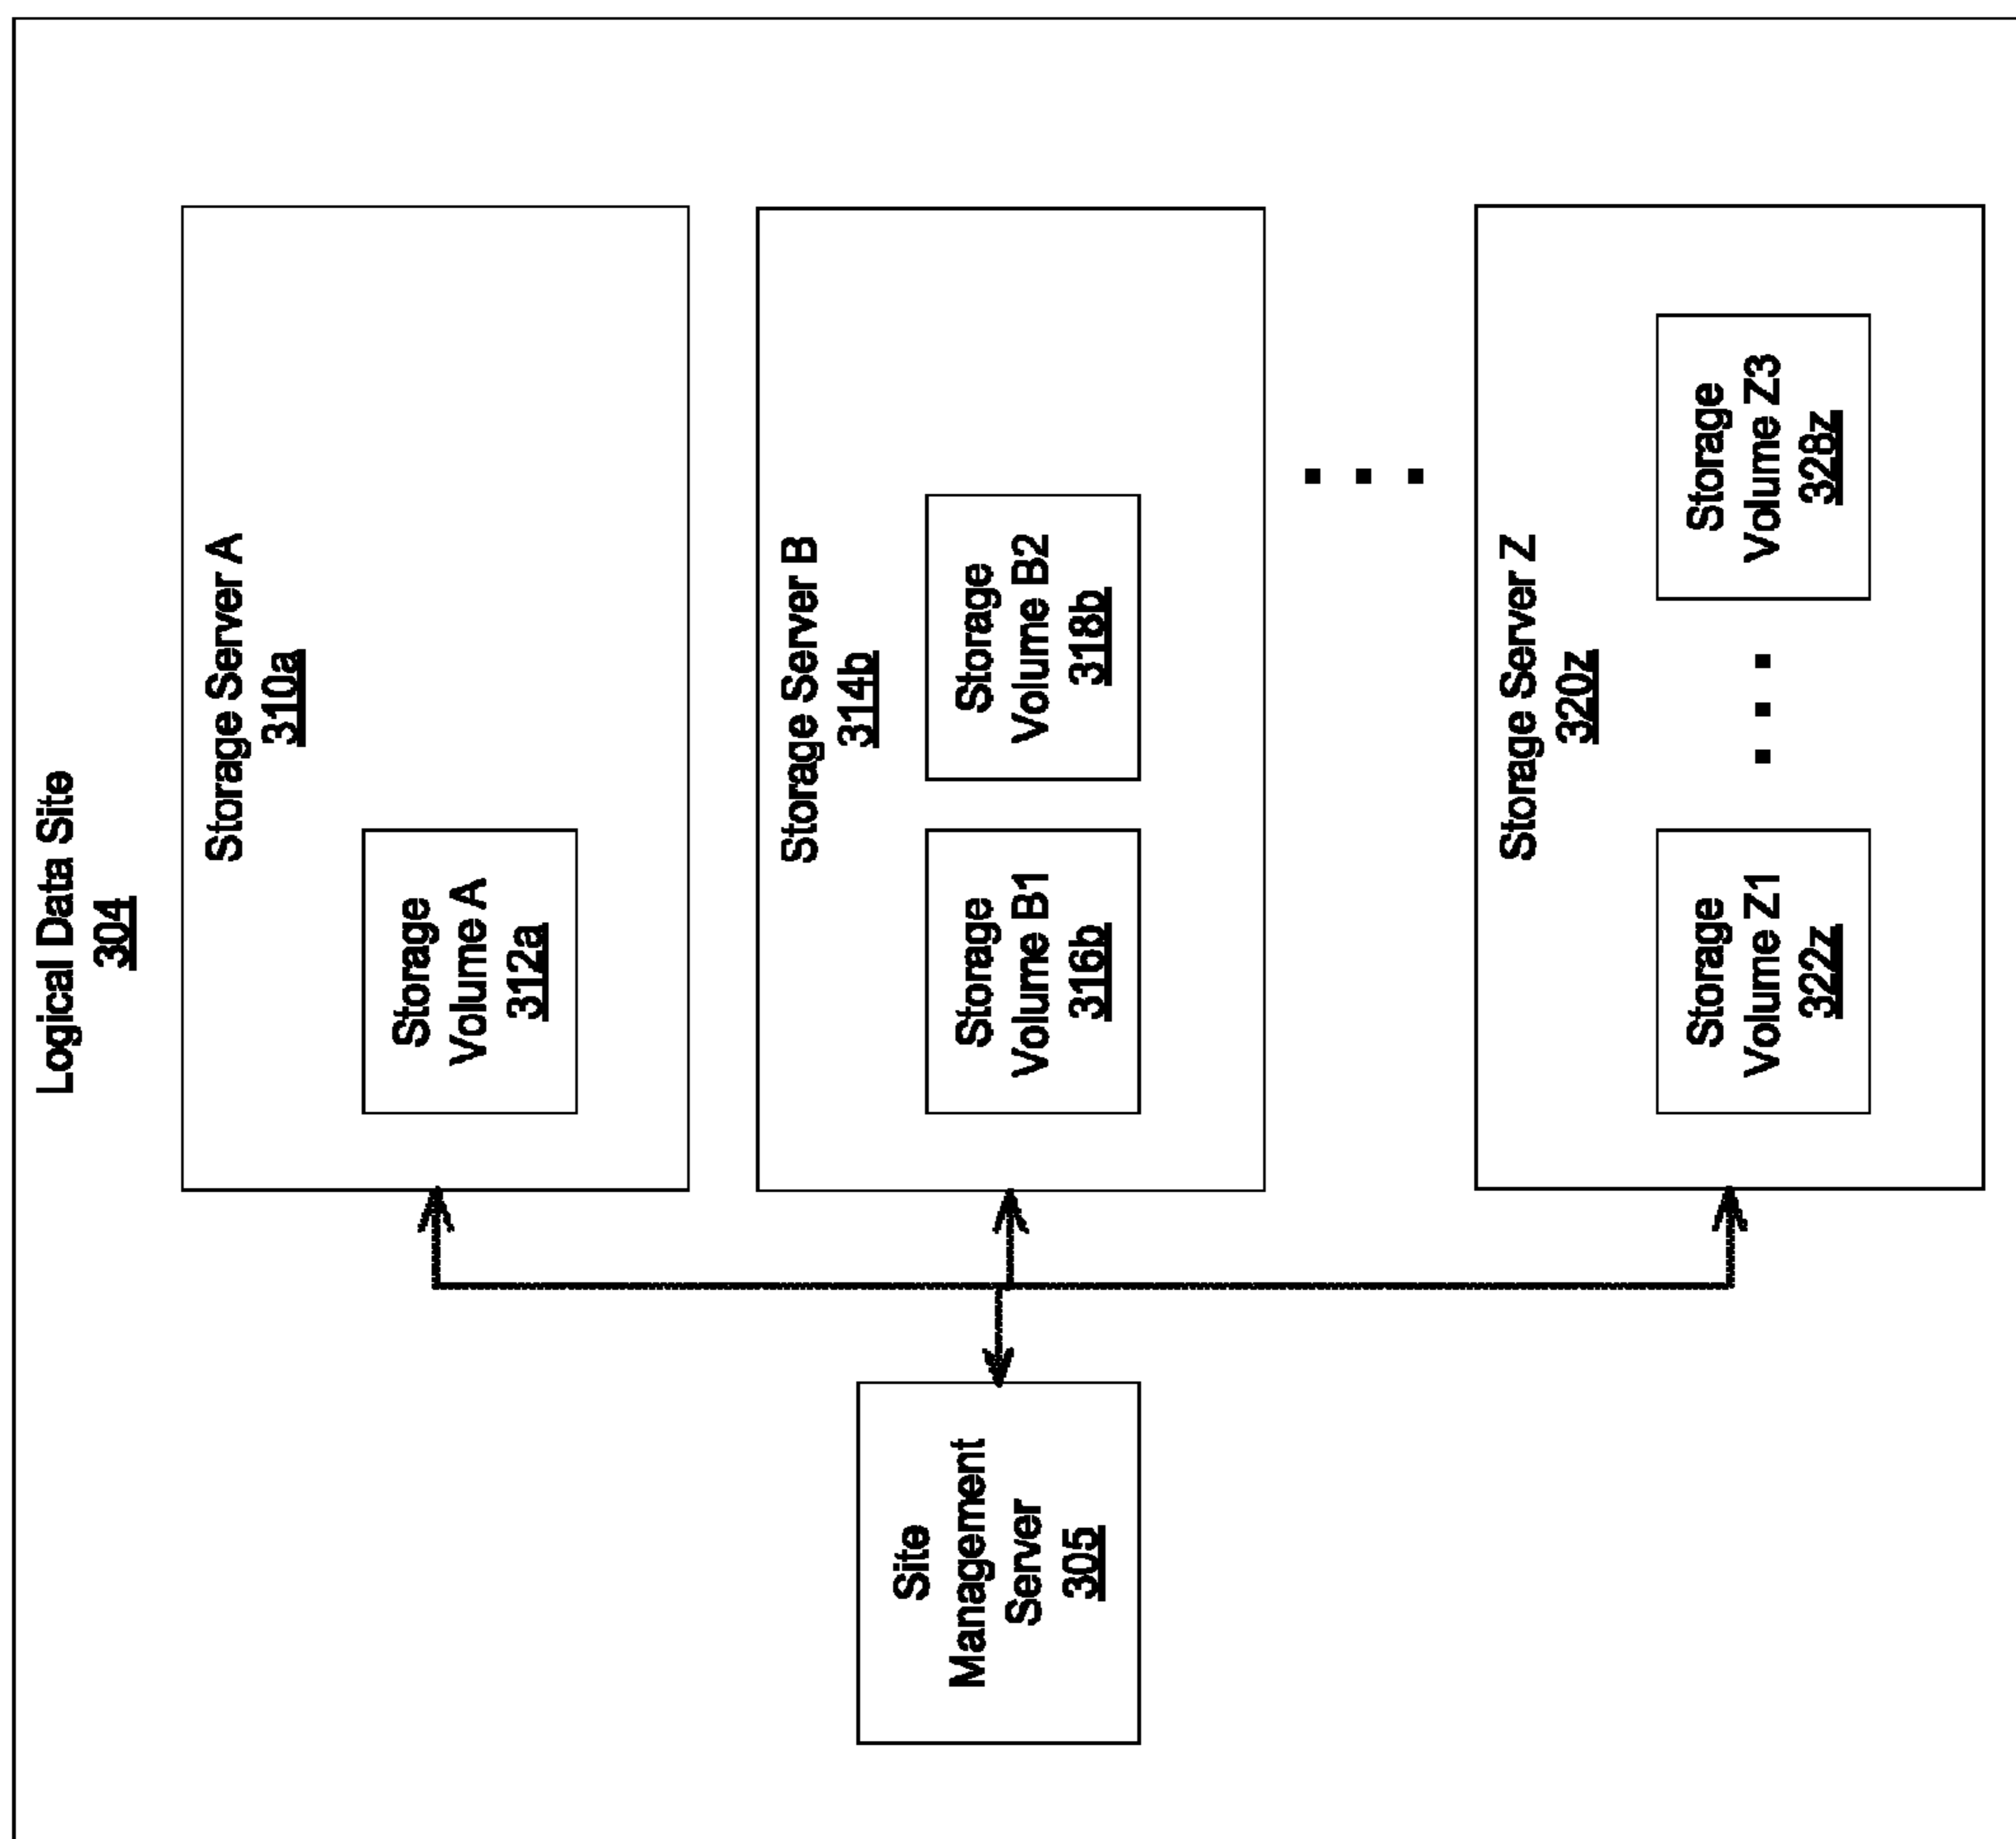 Logical Data Site
304
Storage Server A
310a
Storage
Volume A
312a
Storage Server B
314b
Storage
Volume B1
316b
Storage
Volume B2
318b
Storage Server Z
320z
Storage
Volume Z1
322z
Storage
Volume Z3
328z
Site
Management
Server
305